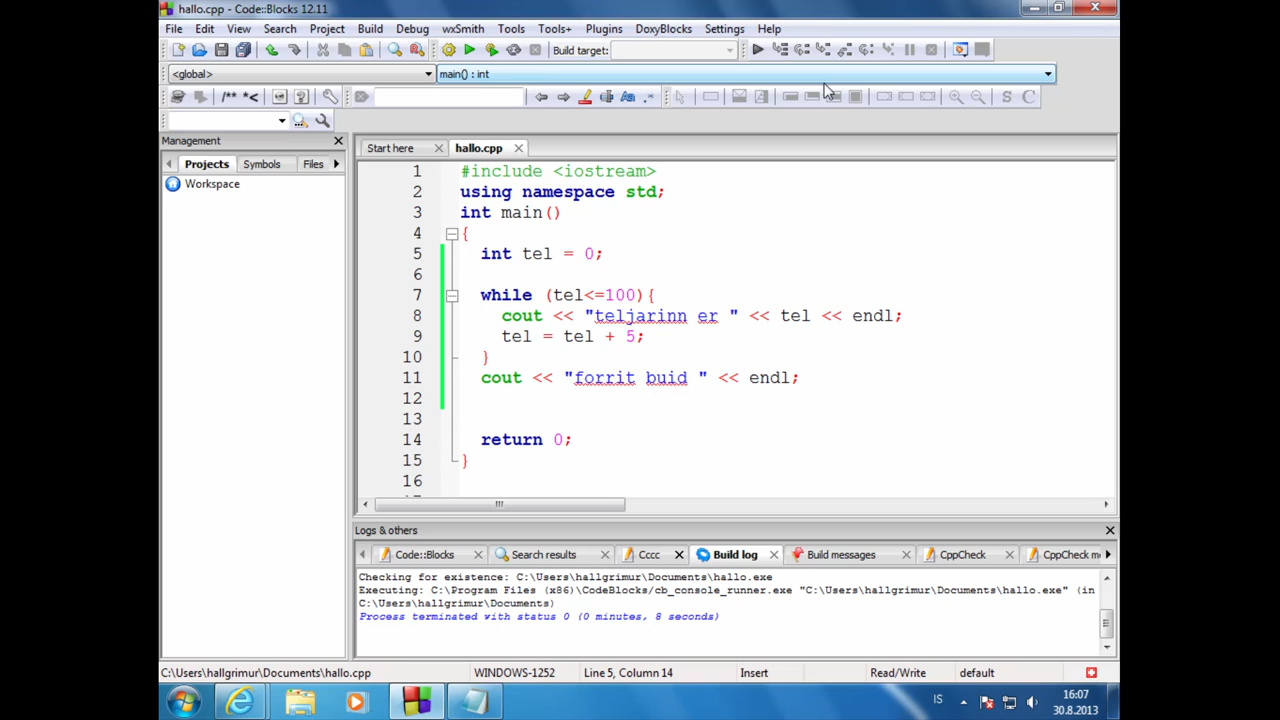 hallo.cpp - Code::Blocks 12.11
File Edit View Search Project Build Debug wxSmith Tools Tools+ Plugins DoxyBlocks Settings Help
Build target:
<global> main() : int
/** *<
Aa .*
S C
Management
Projects Symbols Files
Workspace
Start here hallo.cpp
1 #include <iostream>
2 using namespace std;
3 int main()
4 {
5 int tel = 0;
6
7 while (tel<=100){
8 cout << "teljarinn er " << tel << endl;
9 tel = tel + 5;
10 }
11 cout << "forrit buid " << endl;
12
13
14 return 0;
15 }
16
Logs & others
Code::Blocks Search results Cccc Build log Build messages CppCheck CppCheck me
Checking for existence: C:\Users\hallgrimur\Documents\hallo.exe
Executing: C:\Program Files (x86)\CodeBlocks/cb_console_runner.exe "C:\Users\hallgrimur\Documents\hallo.exe" (in
C:\Users\hallgrimur\Documents)
Process terminated with status 0 (0 minutes, 8 seconds)
C:\Users\hallgrimur\Documents\hallo.cpp WINDOWS-1252 Line 5, Column 14 Insert Read/Write default
IS 16:07
30.8.2013